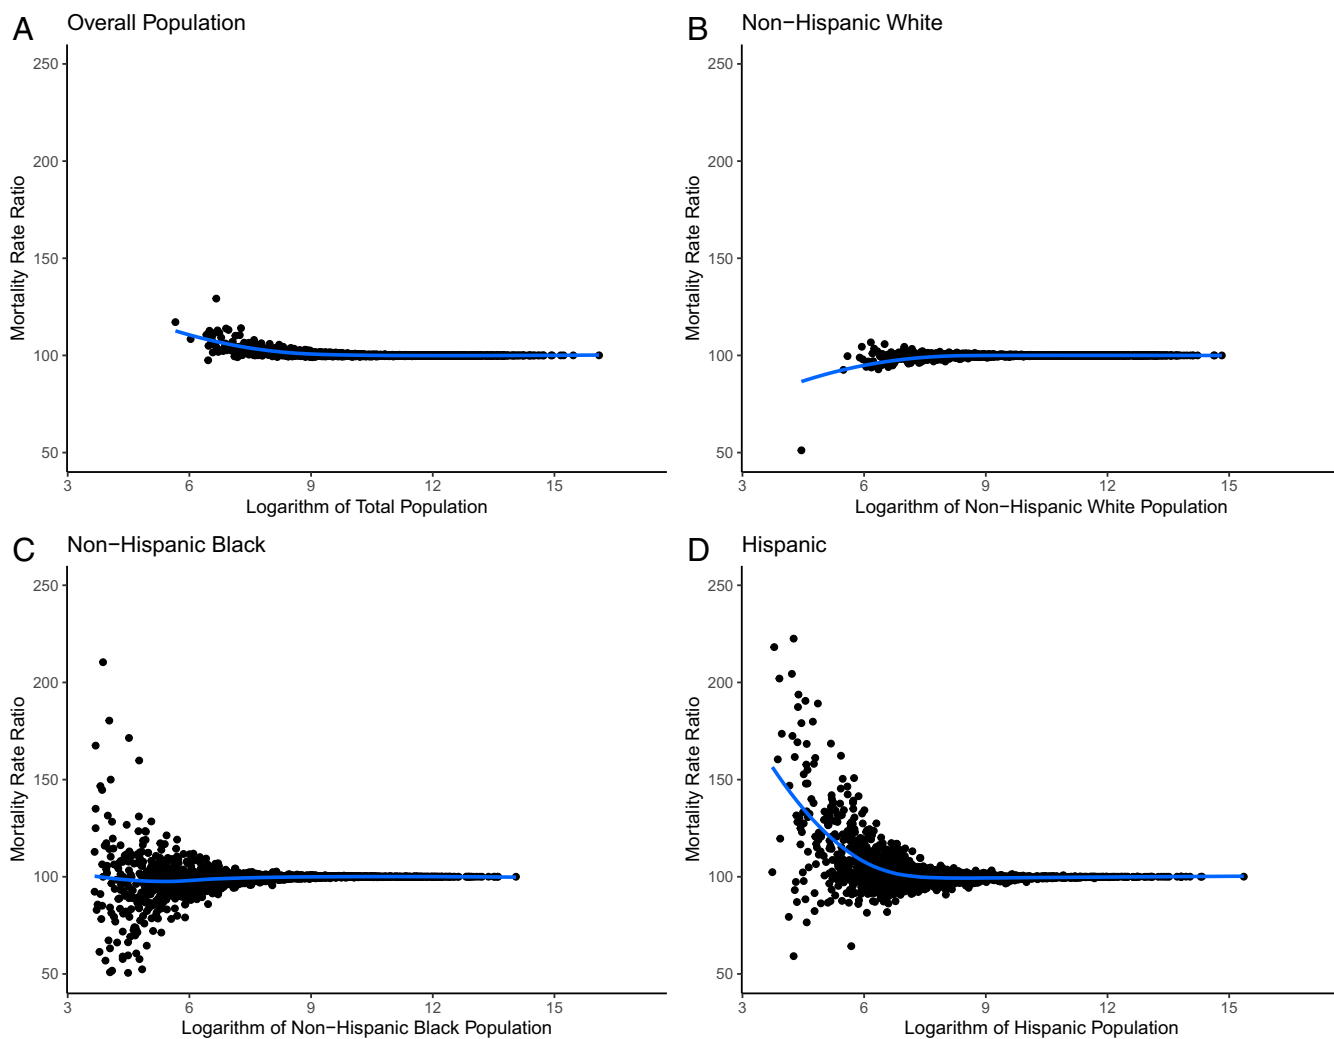 A Overall Population
250
200
150
100
50
Mortality Rate Ratio
3 6 9 12 15
Logarithm of Total Population
B Non−Hispanic White
250
200
150
100
50
Mortality Rate Ratio
3 6 9 12 15
Logarithm of Non−Hispanic White Population
C Non−Hispanic Black
250
200
150
100
50
Mortality Rate Ratio
3 6 9 12 15
Logarithm of Non−Hispanic Black Population
D Hispanic
250
200
150
100
50
Mortality Rate Ratio
3 6 9 12 15
Logarithm of Hispanic Population